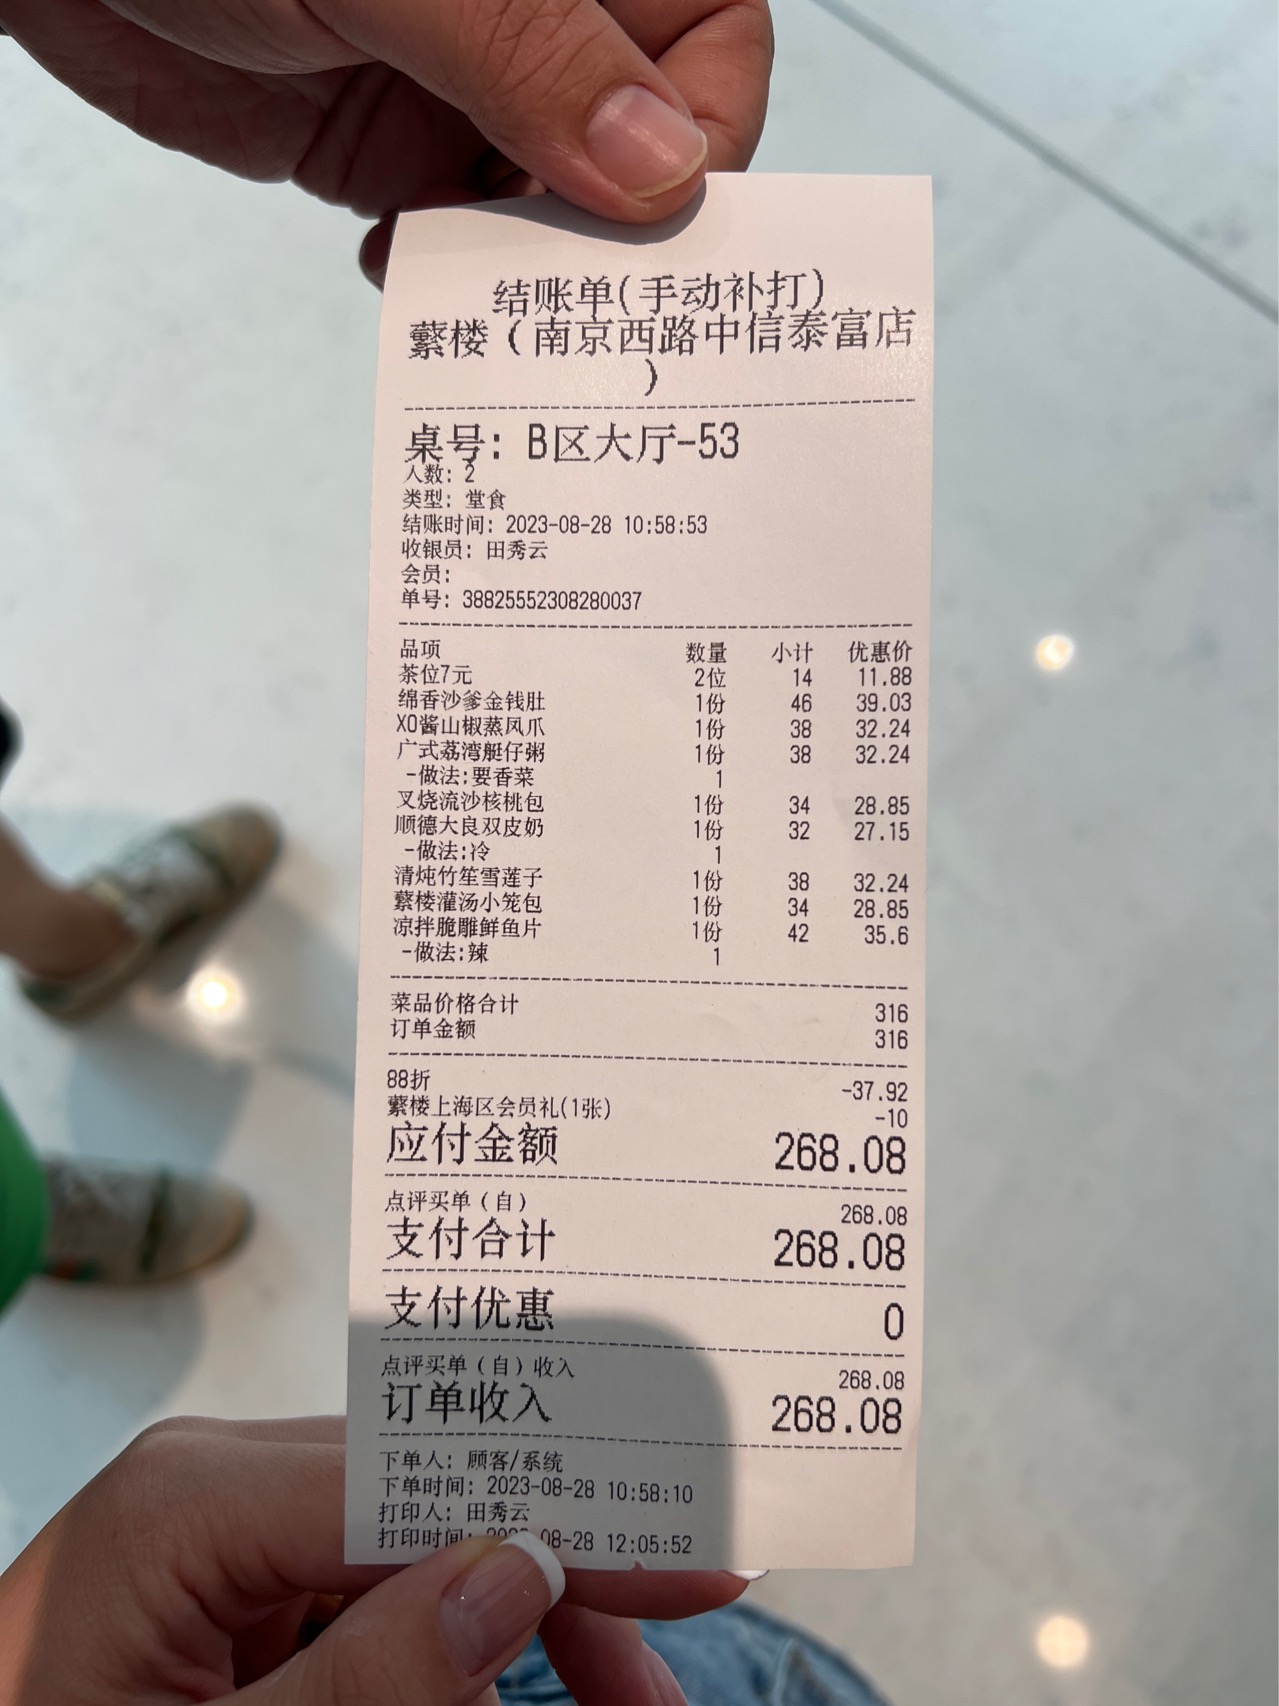 结账单(手动补打)
蘩楼（南京西路中信泰富店
）
桌号: B区大厅-53
人数: 2
类型: 堂食
结账时间: 2023-08-28 10:58:53
收银员: 田秀云
会员:
单号: 38825552308280037
品项 数量 小计 优惠价
茶位7元 2位 14 11.88
绵香沙爹金钱肚 1份 46 39.03
XO酱山椒蒸凤爪 1份 38 32.24
广式荔湾艇仔粥 1份 38 32.24
-做法:要香菜 1
叉烧流沙核桃包 1份 34 28.85
顺德大良双皮奶 1份 32 27.15
-做法:冷 1
清炖竹笙雪莲子 1份 38 32.24
蘩楼灌汤小笼包 1份 34 28.85
凉拌脆雕鲜鱼片 1份 42 35.6
-做法:辣 1
菜品价格合计 316
订单金额 316
88折 -37.92
蘩楼上海区会员礼(1张) -10
应付金额 268.08
点评买单（自） 268.08
支付合计 268.08
支付优惠 0
点评买单（自）收入 268.08
订单收入 268.08
下单人: 顾客/系统
下单时间: 2023-08-28 10:58:10
打印人: 田秀云
打印时间: 2023-08-28 12:05:52